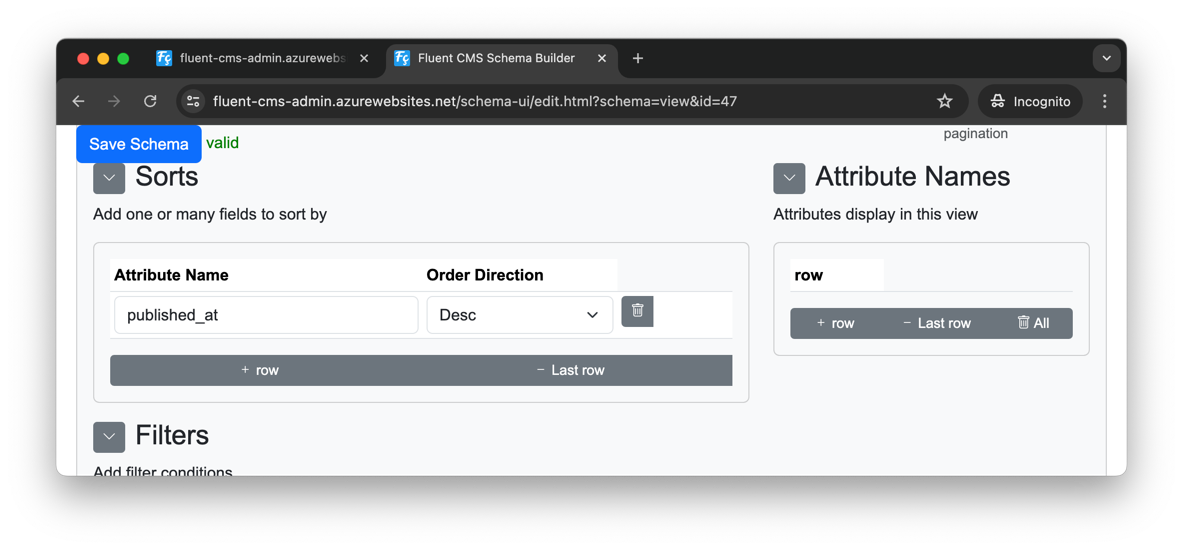 fluent-cms-admin.azurewebs
Fluent CMS Schema Builder
fluent-cms-admin.azurewebsites.net/schema-ui/edit.html?schema=view&id=47
Incognito
Save Schema
valid
pagination
Sorts
Add one or many fields to sort by
Attribute Name Order Direction
published_at Desc
+ row − Last row
Attribute Names
Attributes display in this view
row
+ row − Last row All
Filters
Add filter conditions